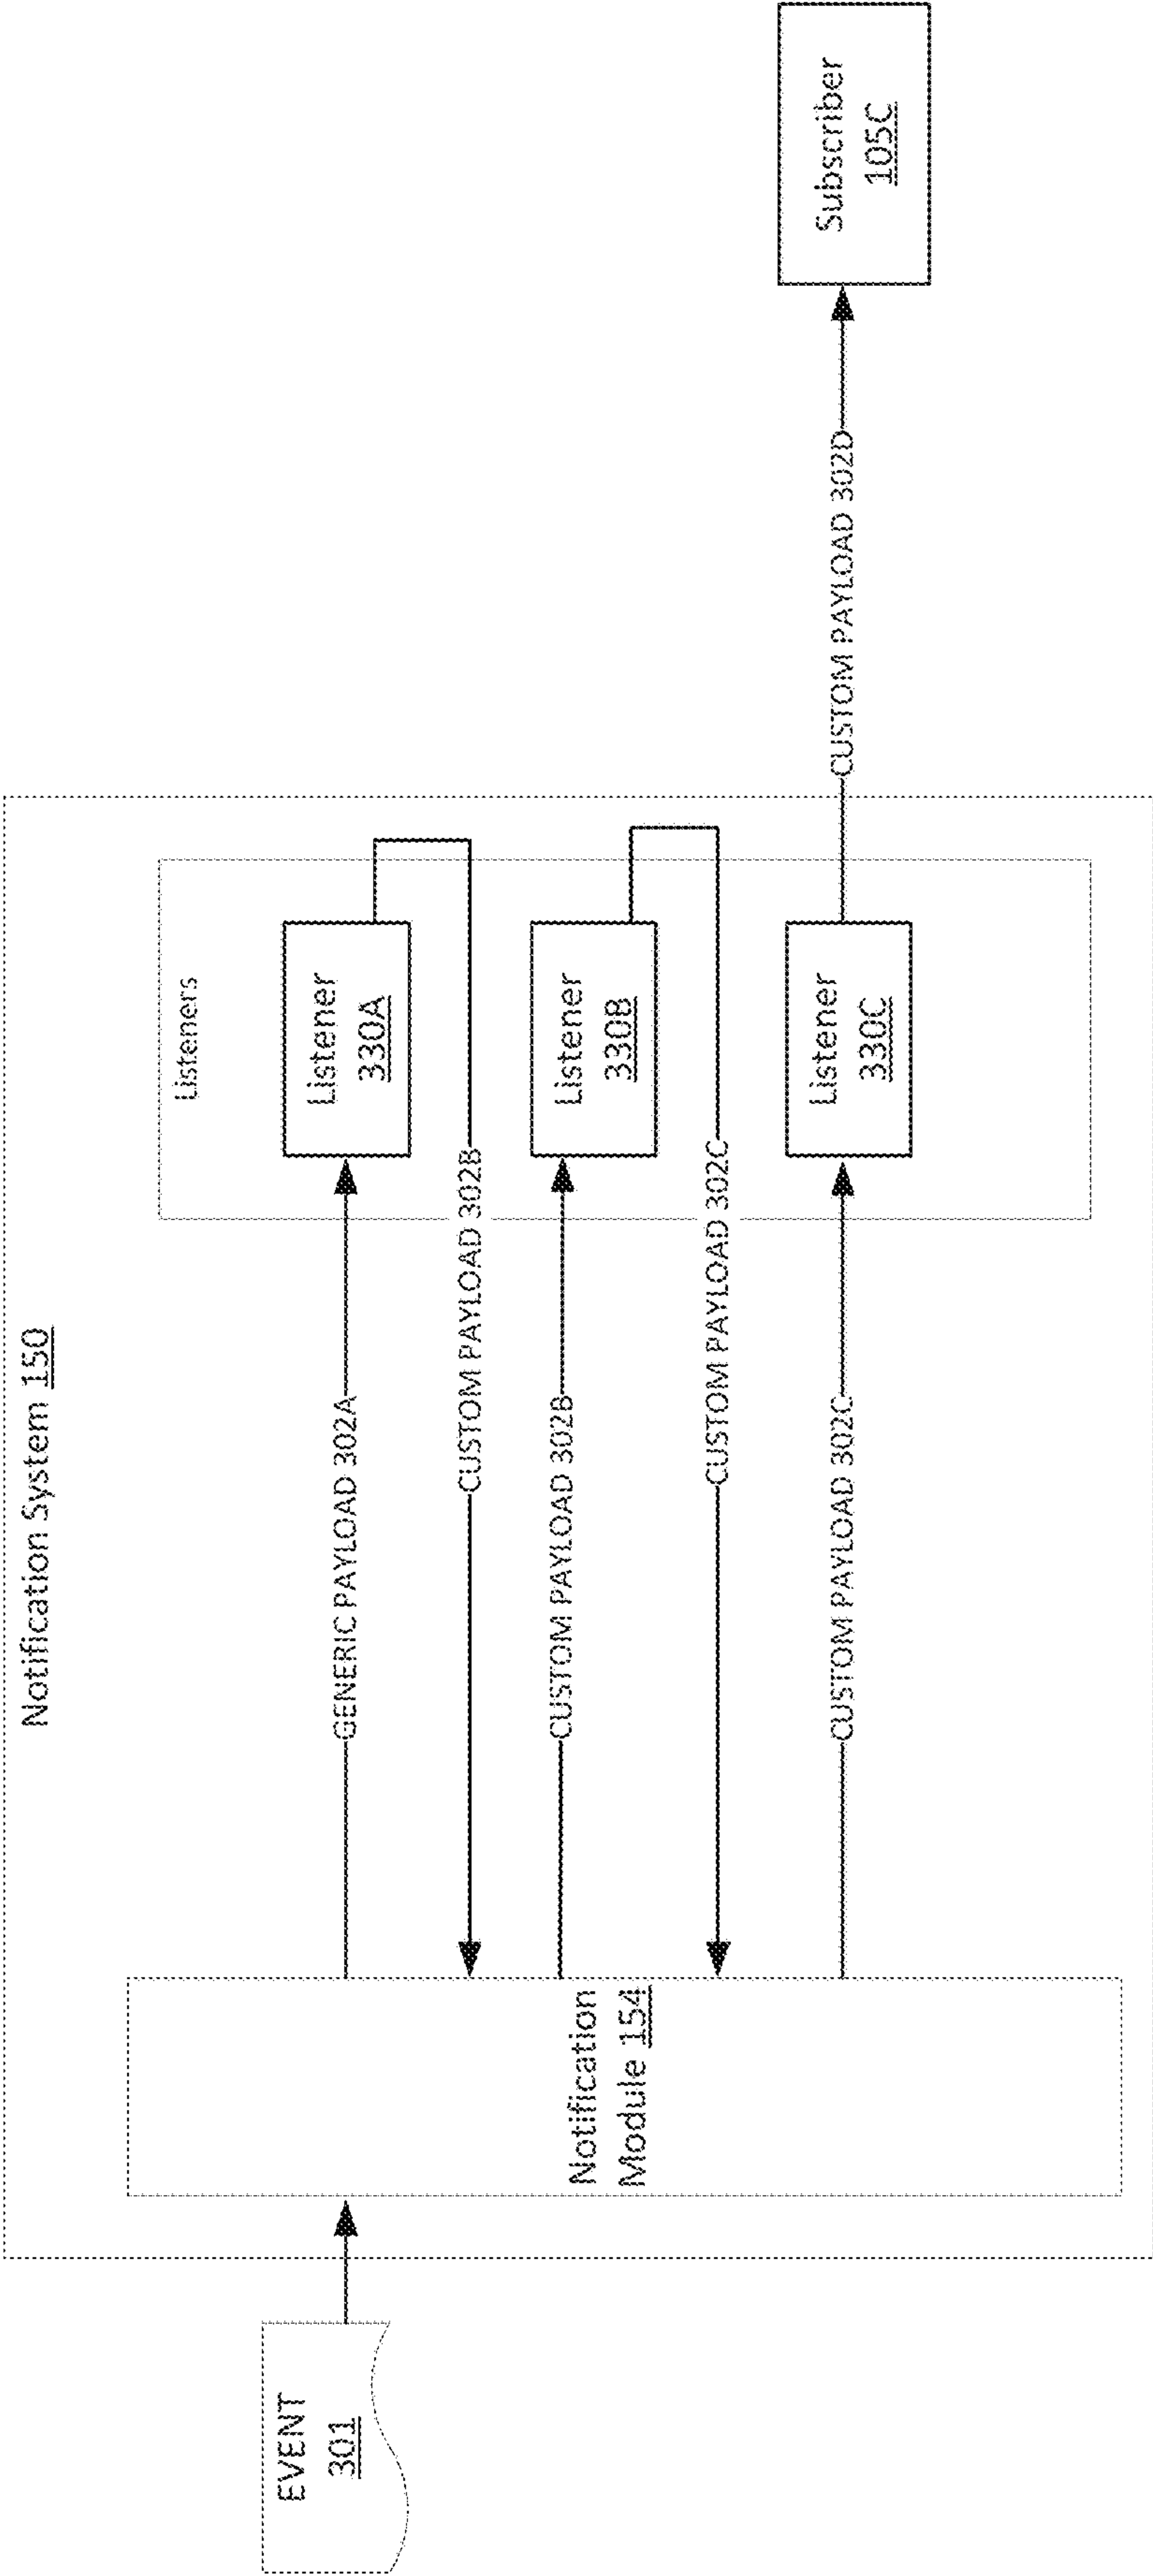 Notification System 150
EVENT
301
Notification
Module 154
GENERIC PAYLOAD 302A
CUSTOM PAYLOAD 302B
CUSTOM PAYLOAD 302B
CUSTOM PAYLOAD 302C
CUSTOM PAYLOAD 302C
Listeners
Listener
330A
Listener
330B
Listener
330C
CUSTOM PAYLOAD 302D
Subscriber
105C